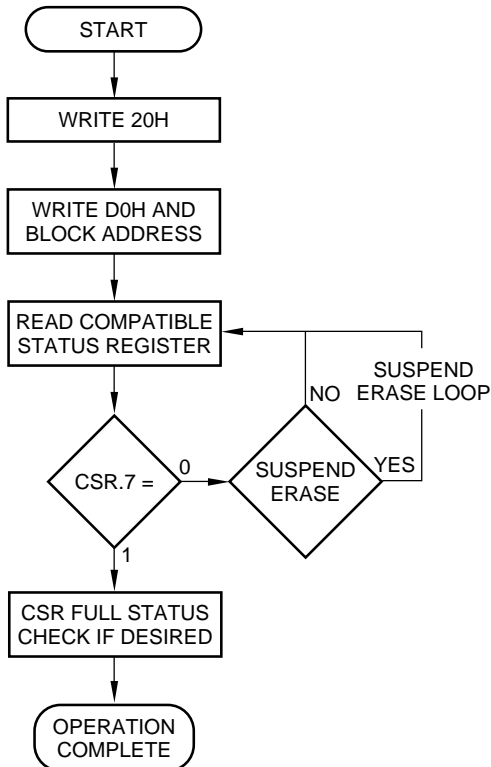 START
WRITE 20H
WRITE D0H AND
BLOCK ADDRESS
READ COMPATIBLE
STATUS REGISTER
SUSPEND
ERASE LOOP
NO
CSR.7 =
0
SUSPEND
ERASE
YES
1
CSR FULL STATUS
CHECK IF DESIRED
OPERATION
COMPLETE